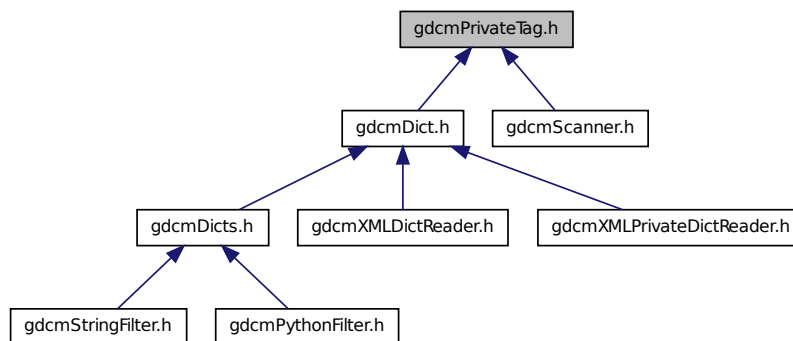 gdcmPrivateTag.h
gdcmDict.h
gdcmScanner.h
gdcmDicts.h
gdcmXMLDictReader.h
gdcmXMLPrivateDictReader.h
gdcmStringFilter.h
gdcmPythonFilter.h